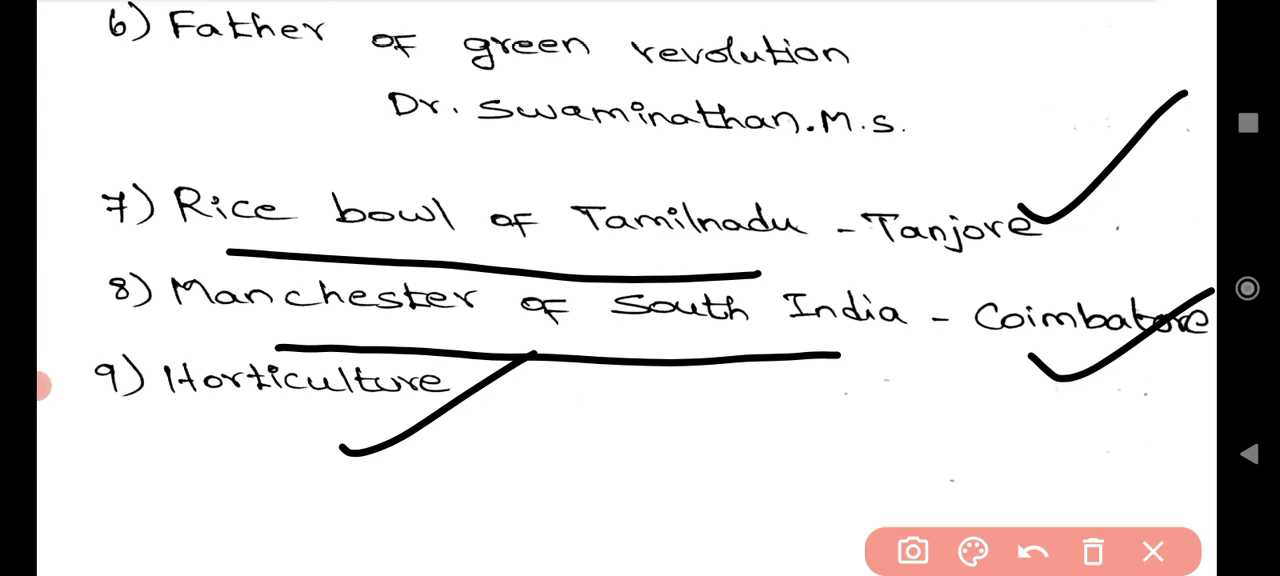 6) Father of green revolution
Dr. Swaminathan.M.S.
7) Rice bowl of Tamilnadu - Tanjore
8) Manchester of South India - Coimbatore
9) Horticulture